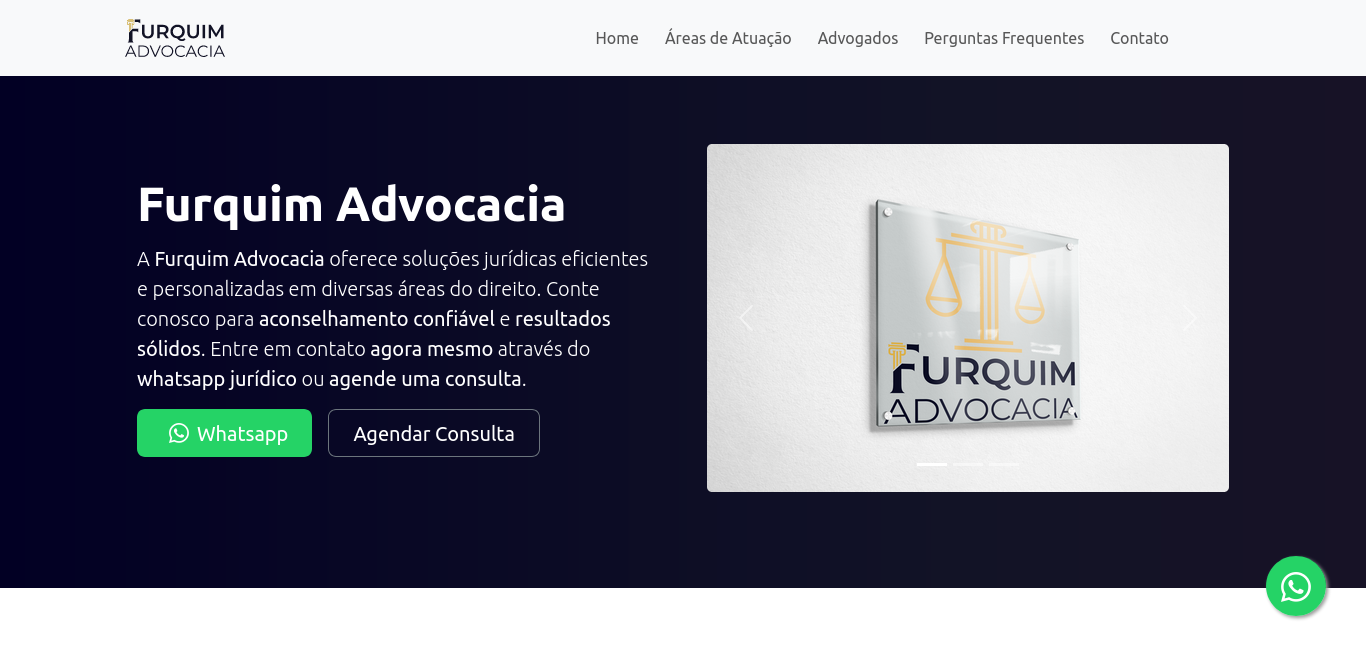 FURQUIM
ADVOCACIA
Home
Áreas de Atuação
Advogados
Perguntas Frequentes
Contato
Furquim Advocacia
A Furquim Advocacia oferece soluções jurídicas eficientes
e personalizadas em diversas áreas do direito. Conte
conosco para aconselhamento confiável e resultados
sólidos. Entre em contato agora mesmo através do
whatsapp jurídico ou agende uma consulta.
Whatsapp
Agendar Consulta
FURQUIM
ADVOCACIA